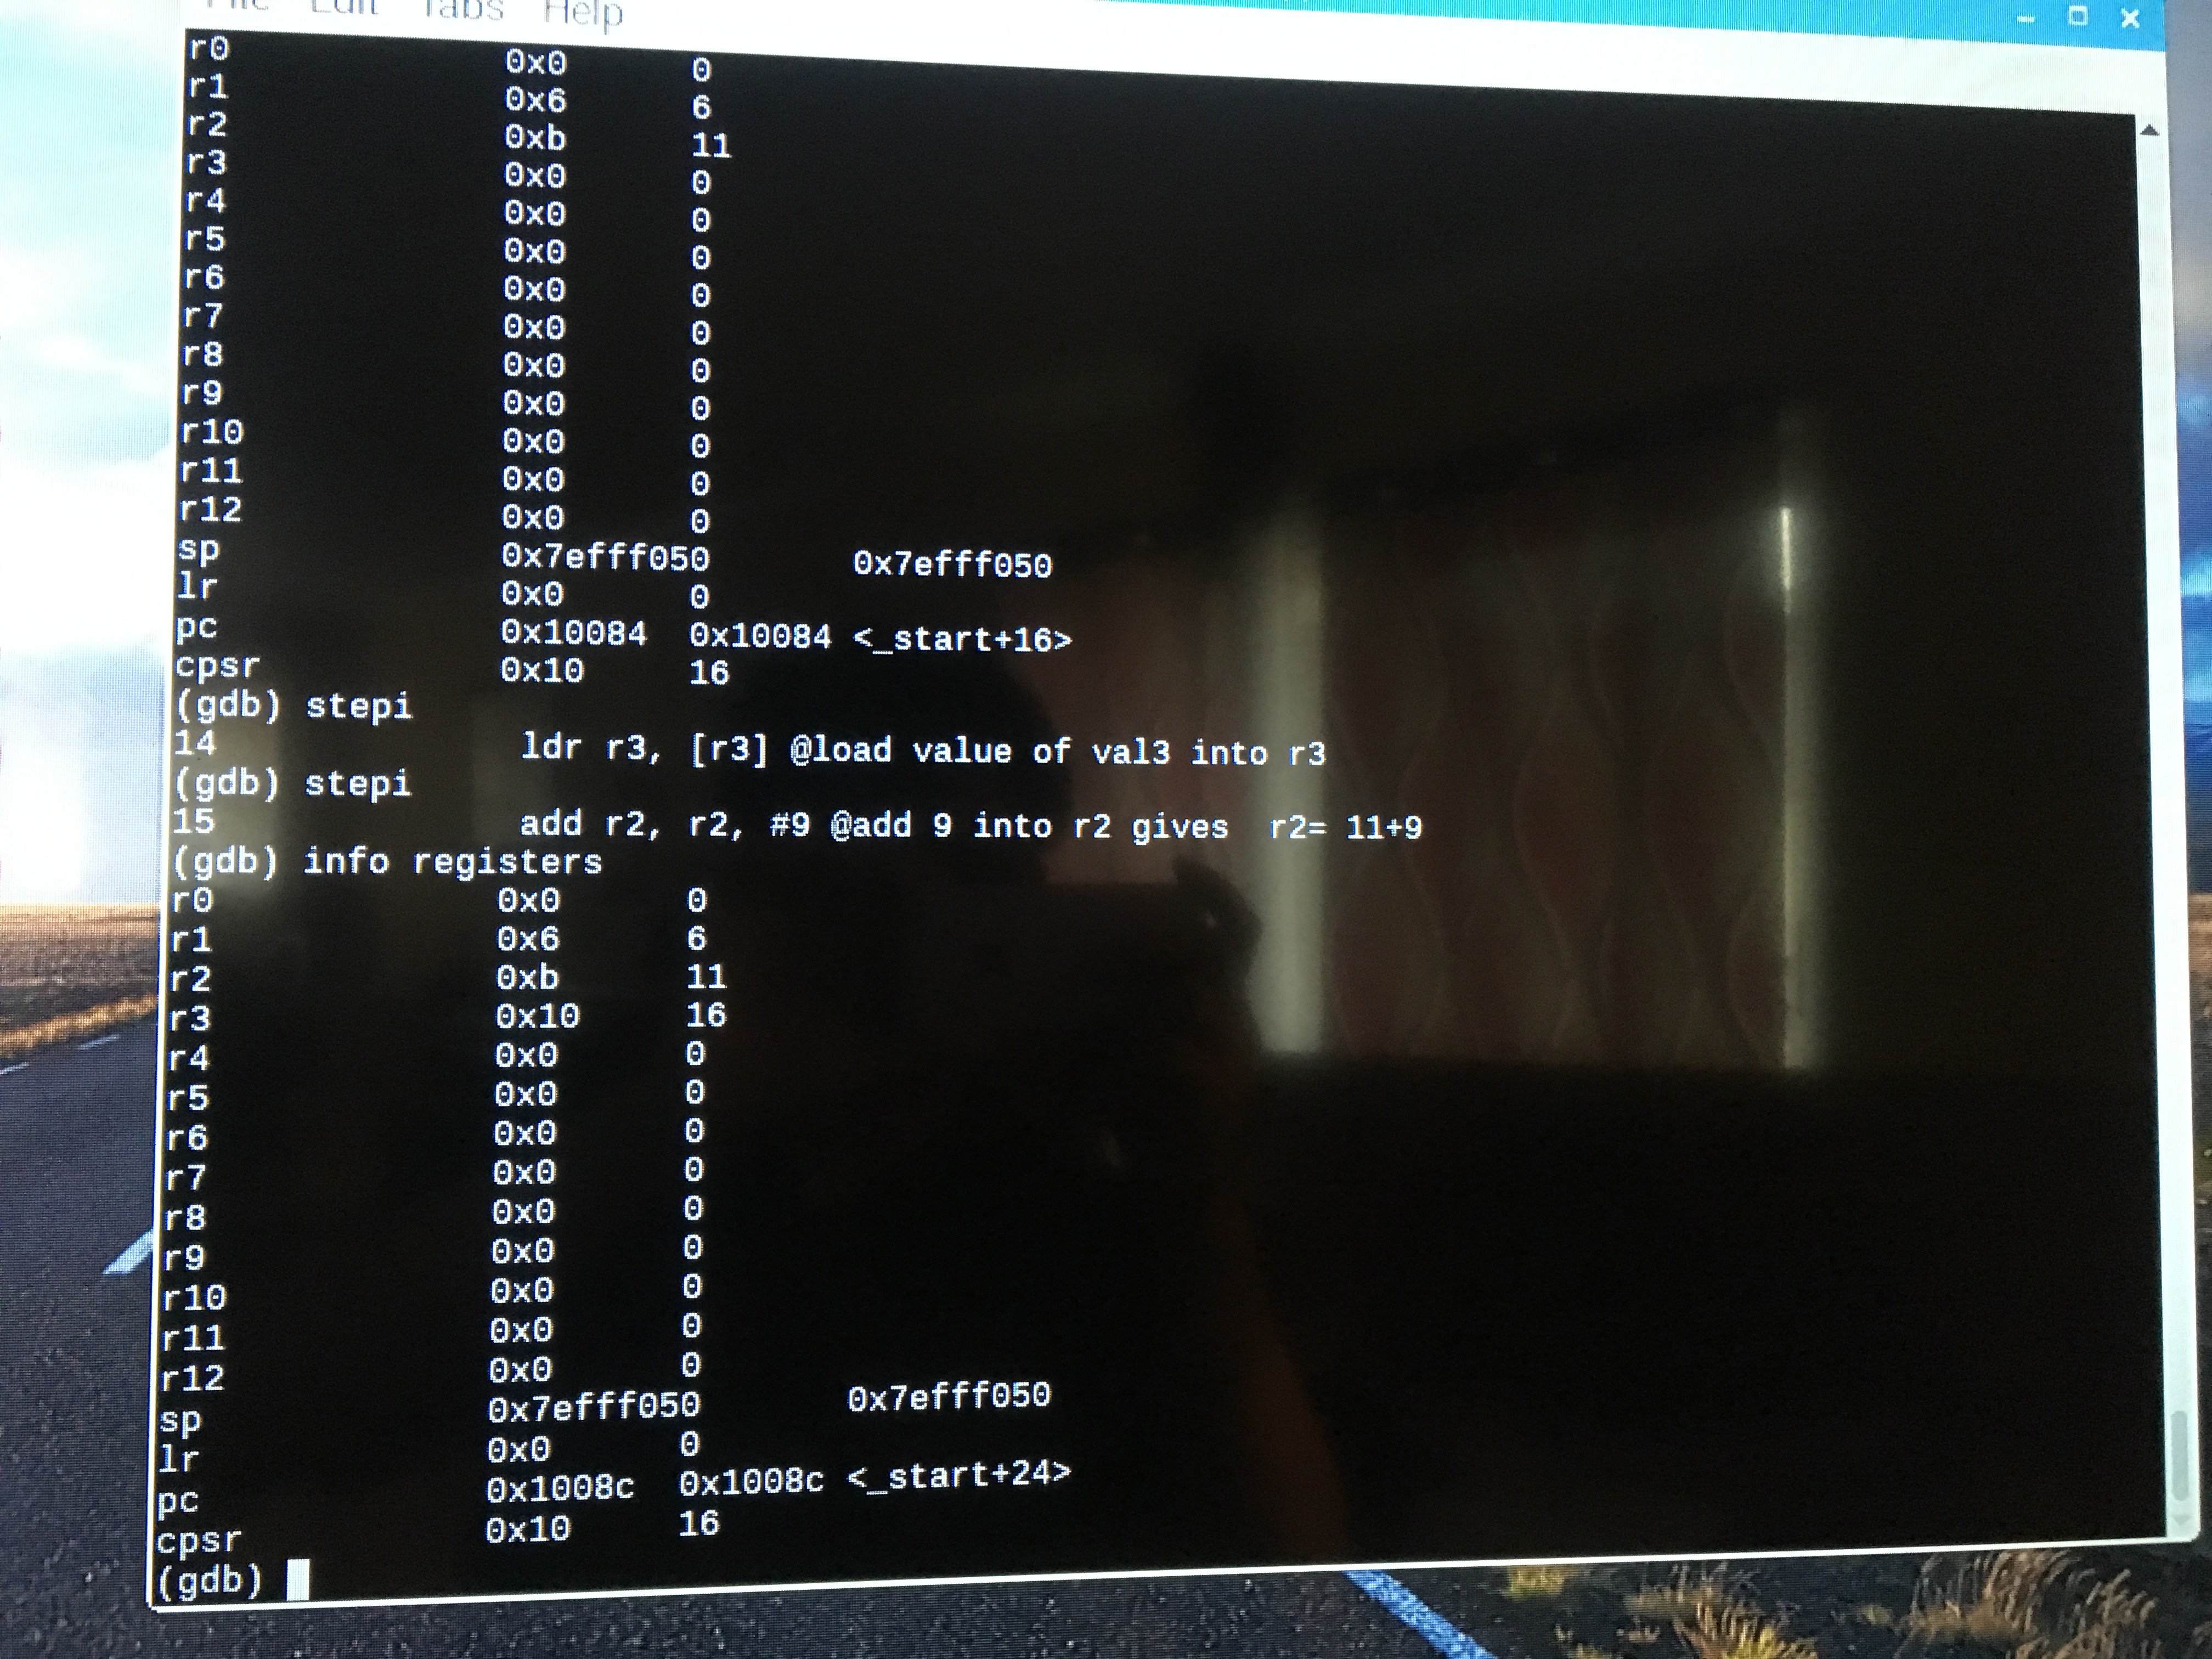 File Edit Tabs Help
r0 0x0 0
r1 0x6 6
r2 0xb 11
r3 0x0 0
r4 0x0 0
r5 0x0 0
r6 0x0 0
r7 0x0 0
r8 0x0 0
r9 0x0 0
r10 0x0 0
r11 0x0 0
r12 0x0 0
sp 0x7efff050 0x7efff050
lr 0x0 0
pc 0x10084 0x10084 <_start+16>
cpsr 0x10 16
(gdb) stepi
14 ldr r3, [r3] @load value of val3 into r3
(gdb) stepi
15 add r2, r2, #9 @add 9 into r2 gives  r2= 11+9
(gdb) info registers
r0 0x0 0
r1 0x6 6
r2 0xb 11
r3 0x10 16
r4 0x0 0
r5 0x0 0
r6 0x0 0
r7 0x0 0
r8 0x0 0
r9 0x0 0
r10 0x0 0
r11 0x0 0
r12 0x0 0
sp 0x7efff050 0x7efff050
lr 0x0 0
pc 0x1008c 0x1008c <_start+24>
cpsr 0x10 16
(gdb)